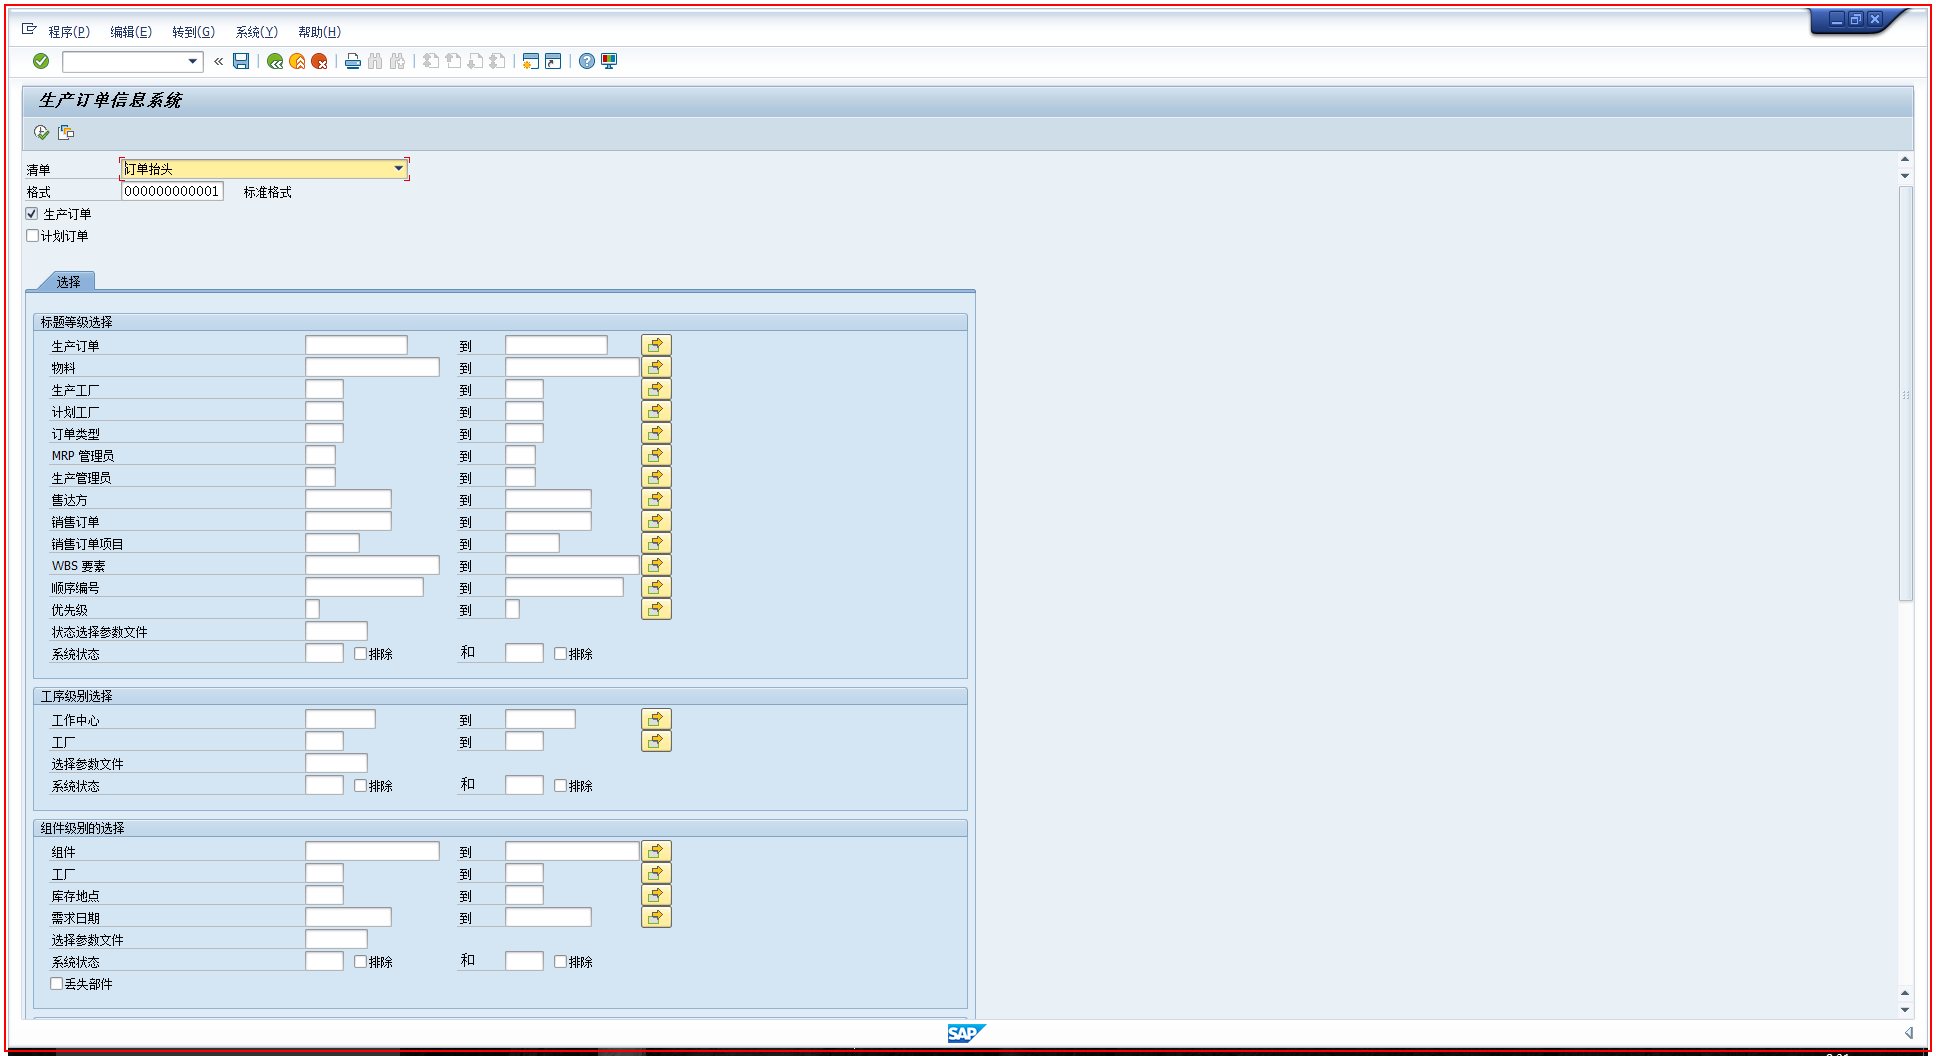 程序(P) 编辑(E) 转到(G) 系统(Y) 帮助(H)
生产订单信息系统
清单 订单抬头
格式 000000000001 标准格式
生产订单
计划订单
选择
标题等级选择
生产订单 到
物料 到
生产工厂 到
计划工厂 到
订单类型 到
MRP 管理员 到
生产管理员 到
售达方 到
销售订单 到
销售订单项目 到
WBS 要素 到
顺序编号 到
优先级 到
状态选择参数文件
系统状态 排除 和 排除
工序级别选择
工作中心 到
工厂 到
选择参数文件
系统状态 排除 和 排除
组件级别的选择
组件 到
工厂 到
库存地点 到
需求日期 到
选择参数文件
系统状态 排除 和 排除
丢失部件
SAP